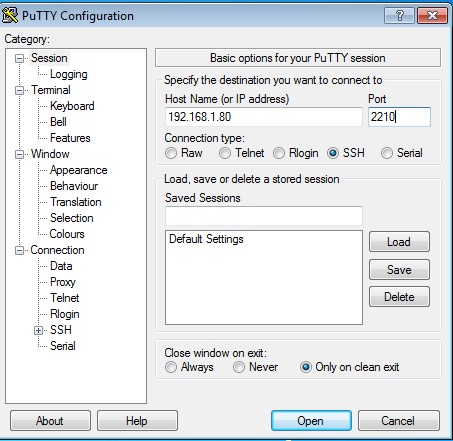 PuTTY Configuration
Category:
Session
Logging
Terminal
Keyboard
Bell
Features
Window
Appearance
Behaviour
Translation
Selection
Colours
Connection
Data
Proxy
Telnet
Rlogin
SSH
Serial
Basic options for your PuTTY session
Specify the destination you want to connect to
Host Name (or IP address) Port
192.168.1.80 2210
Connection type:
Raw Telnet Rlogin SSH Serial
Load, save or delete a stored session
Saved Sessions
Default Settings
Load
Save
Delete
Close window on exit:
Always Never Only on clean exit
About Help Open Cancel